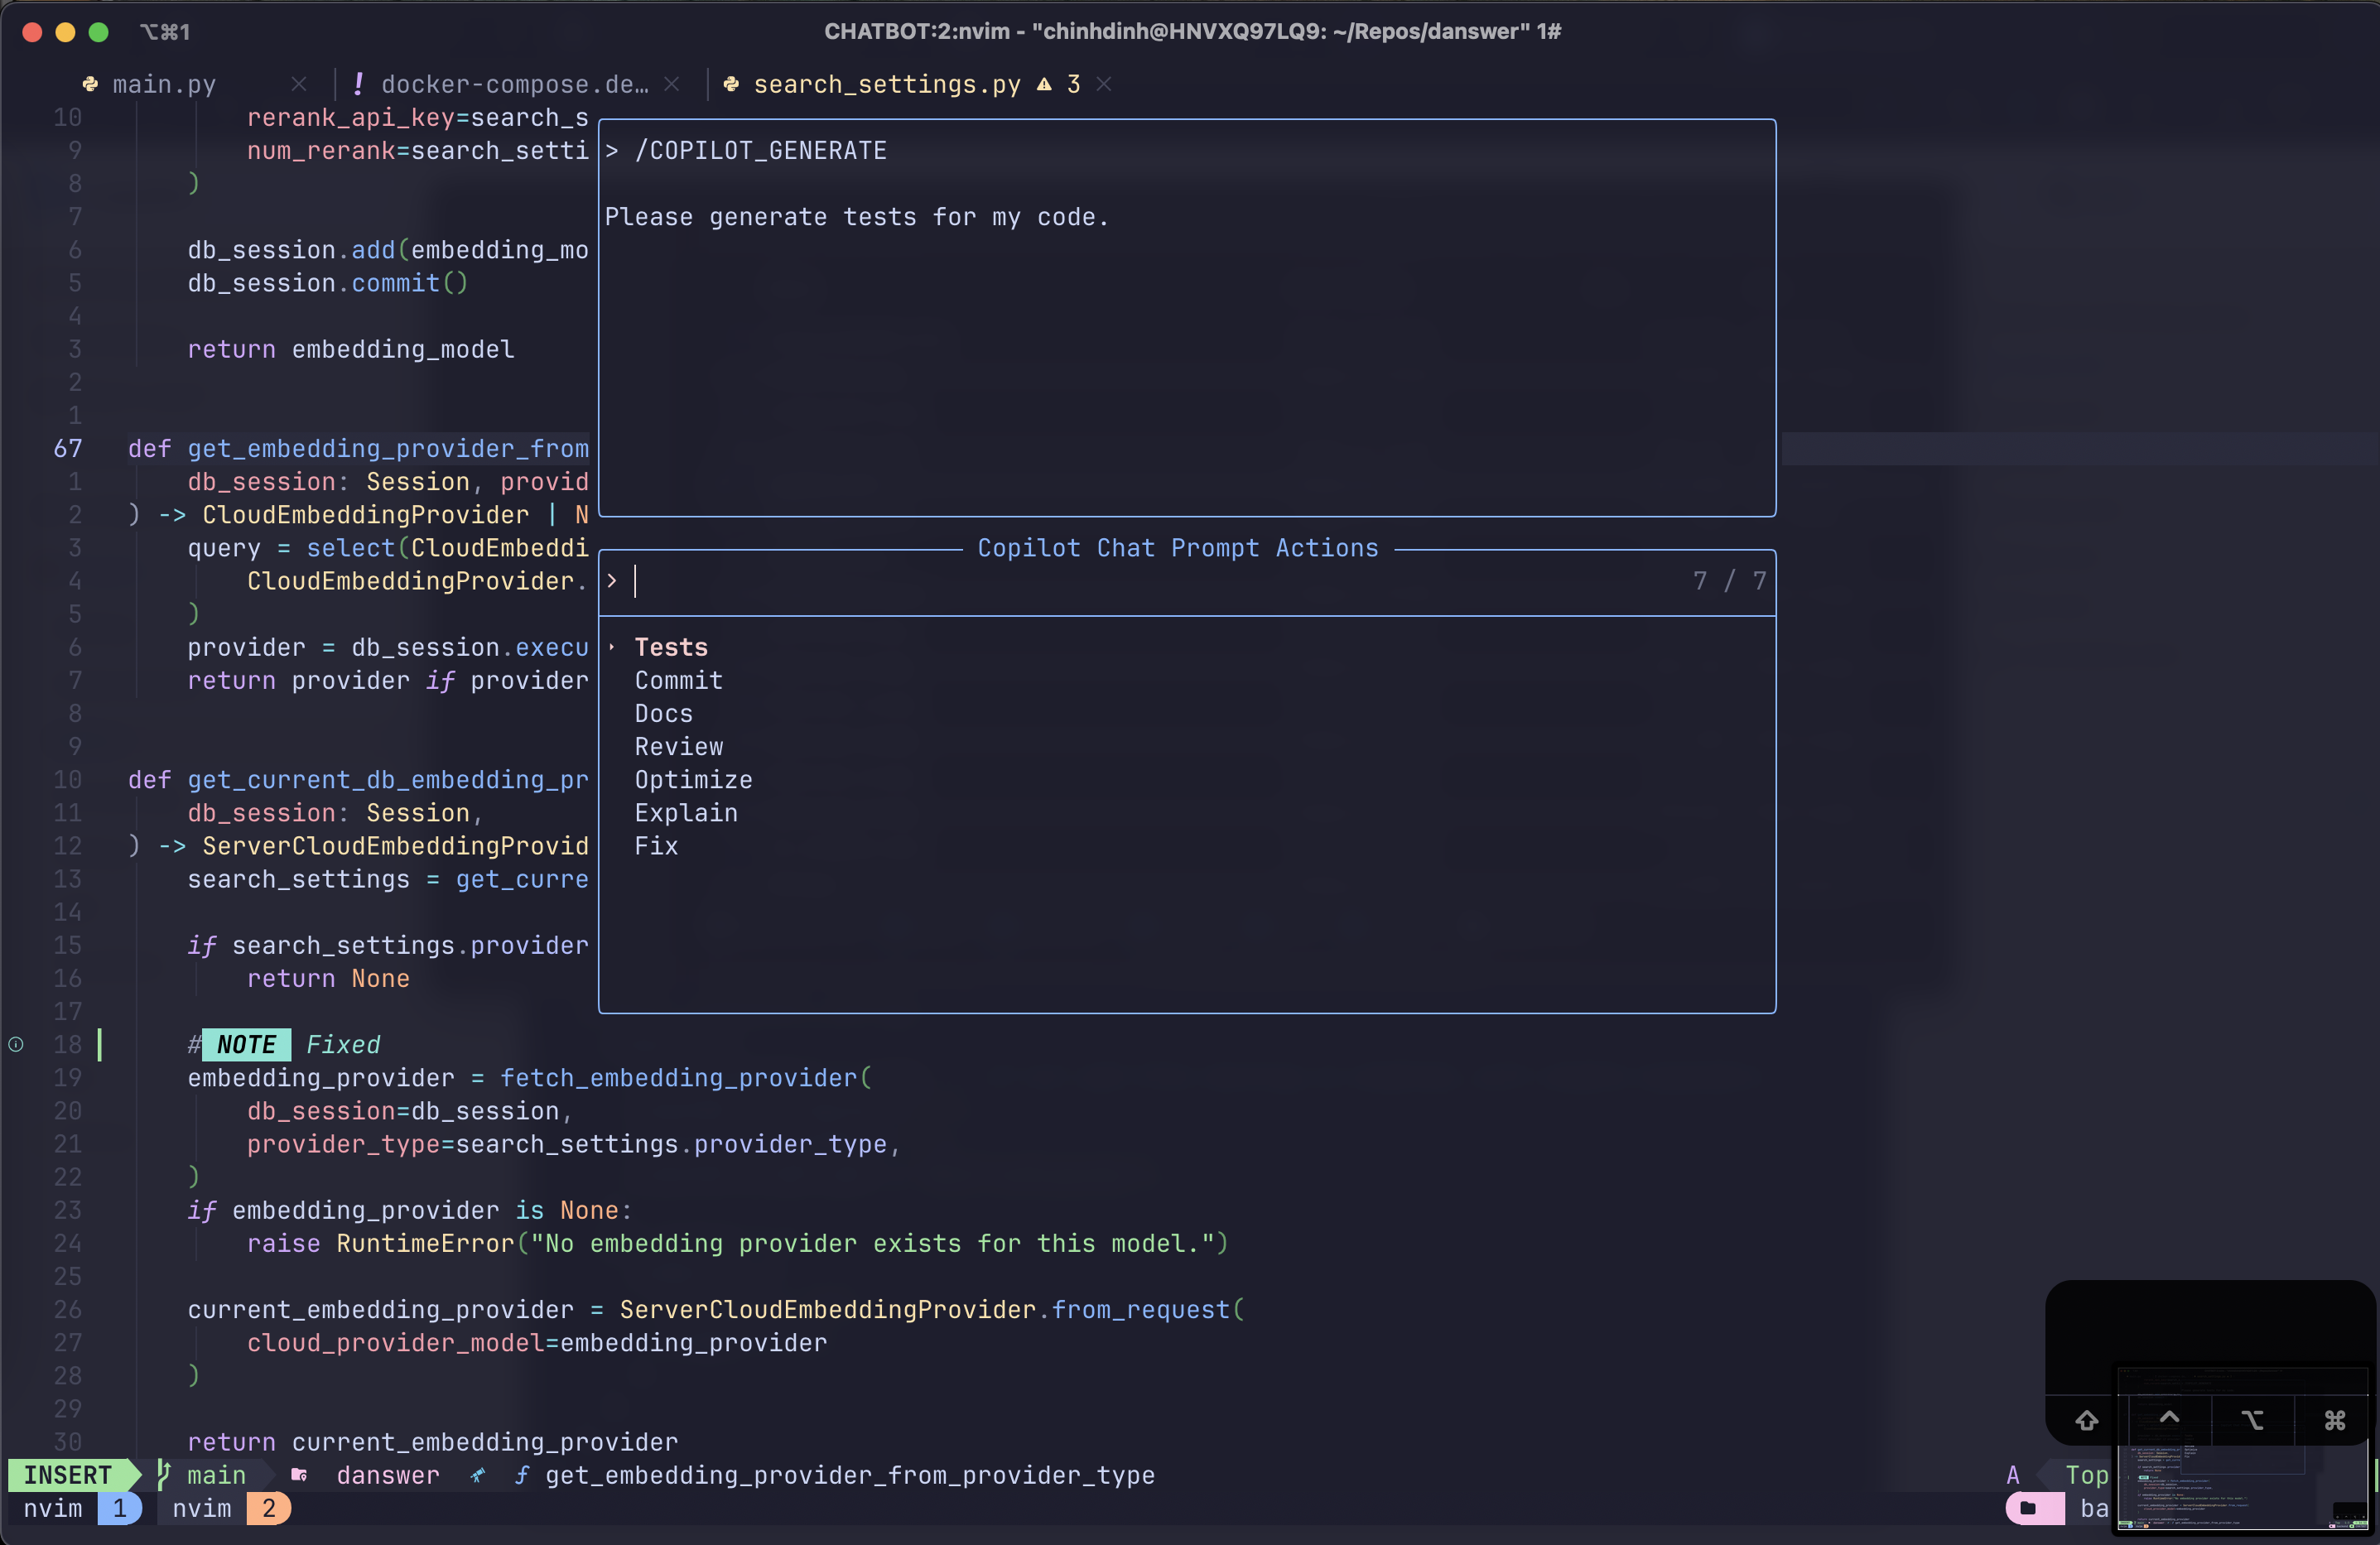 ⌥⌘1
CHATBOT:2:nvim - "chinhdinh@HNVXQ97LQ9: ~/Repos/danswer" 1#
main.py
! docker-compose.de…
search_settings.py 3
10 rerank_api_key=search_s
9 num_rerank=search_setti
8 )
7
6 db_session.add(embedding_mo
5 db_session.commit()
4
3 return embedding_model
2
1
67 def get_embedding_provider_from
1 db_session: Session, provid
2 ) -> CloudEmbeddingProvider | N
3 query = select(CloudEmbeddi
4 CloudEmbeddingProvider.
5 )
6 provider = db_session.execu
7 return provider if provider
8
9
10 def get_current_db_embedding_pr
11 db_session: Session,
12 ) -> ServerCloudEmbeddingProvid
13 search_settings = get_curre
14
15 if search_settings.provider
16 return None
17
18 # NOTE Fixed
19 embedding_provider = fetch_embedding_provider(
20 db_session=db_session,
21 provider_type=search_settings.provider_type,
22 )
23 if embedding_provider is None:
24 raise RuntimeError("No embedding provider exists for this model.")
25
26 current_embedding_provider = ServerCloudEmbeddingProvider.from_request(
27 cloud_provider_model=embedding_provider
28 )
29
30 return current_embedding_provider
> /COPILOT_GENERATE
Please generate tests for my code.
Copilot Chat Prompt Actions
> 7 / 7
Tests
Commit
Docs
Review
Optimize
Explain
Fix
INSERT main danswer f get_embedding_provider_from_provider_type A Top
nvim 1 nvim 2 ba